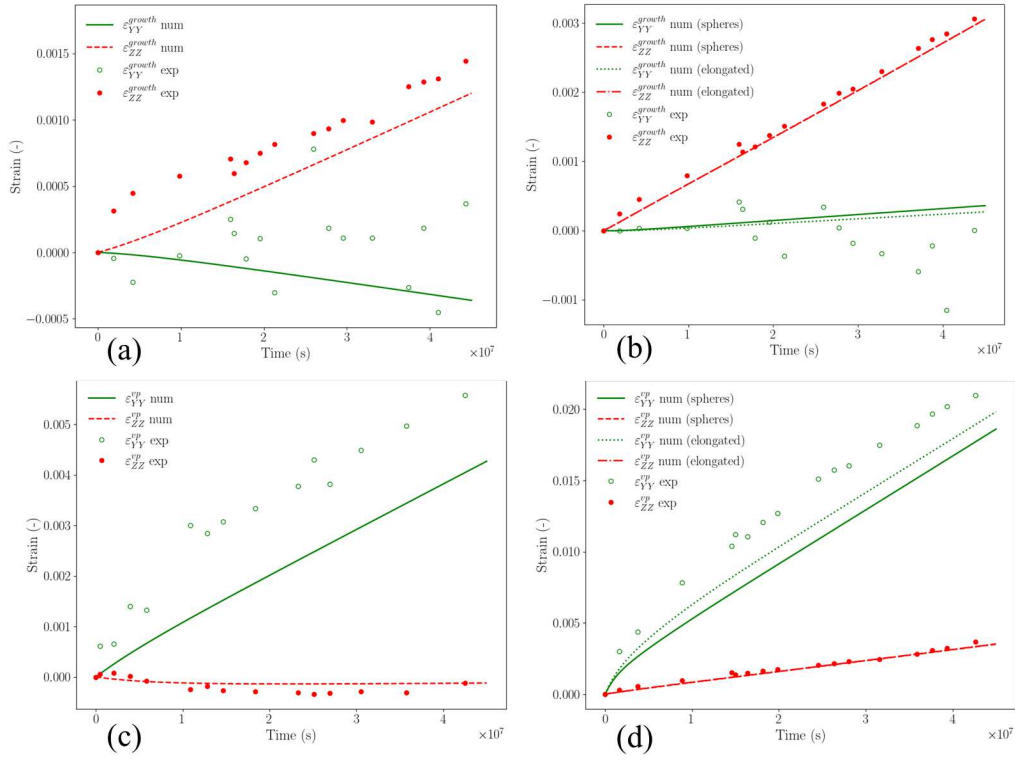 0.0015
0.0010
0.0005
0.0000
−0.0005
Strain (-)
ε_YY^growth num
ε_ZZ^growth num
ε_YY^growth exp
ε_ZZ^growth exp
0 1 2 3 4
Time (s) ×10^7
(a)
0.003
0.002
0.001
0.000
−0.001
Strain (-)
ε_YY^growth num (spheres)
ε_ZZ^growth num (spheres)
ε_YY^growth num (elongated)
ε_ZZ^growth num (elongated)
ε_YY^growth exp
ε_ZZ^growth exp
0 1 2 3 4
Time (s) ×10^7
(b)
0.005
0.004
0.003
0.002
0.001
0.000
Strain (-)
ε_YY^vp num
ε_ZZ^vp num
ε_YY^vp exp
ε_ZZ^vp exp
0 1 2 3 4
Time (s) ×10^7
(c)
0.020
0.015
0.010
0.005
0.000
Strain (-)
ε_YY^vp num (spheres)
ε_ZZ^vp num (spheres)
ε_YY^vp num (elongated)
ε_ZZ^vp num (elongated)
ε_YY^vp exp
ε_ZZ^vp exp
0 1 2 3 4
Time (s) ×10^7
(d)